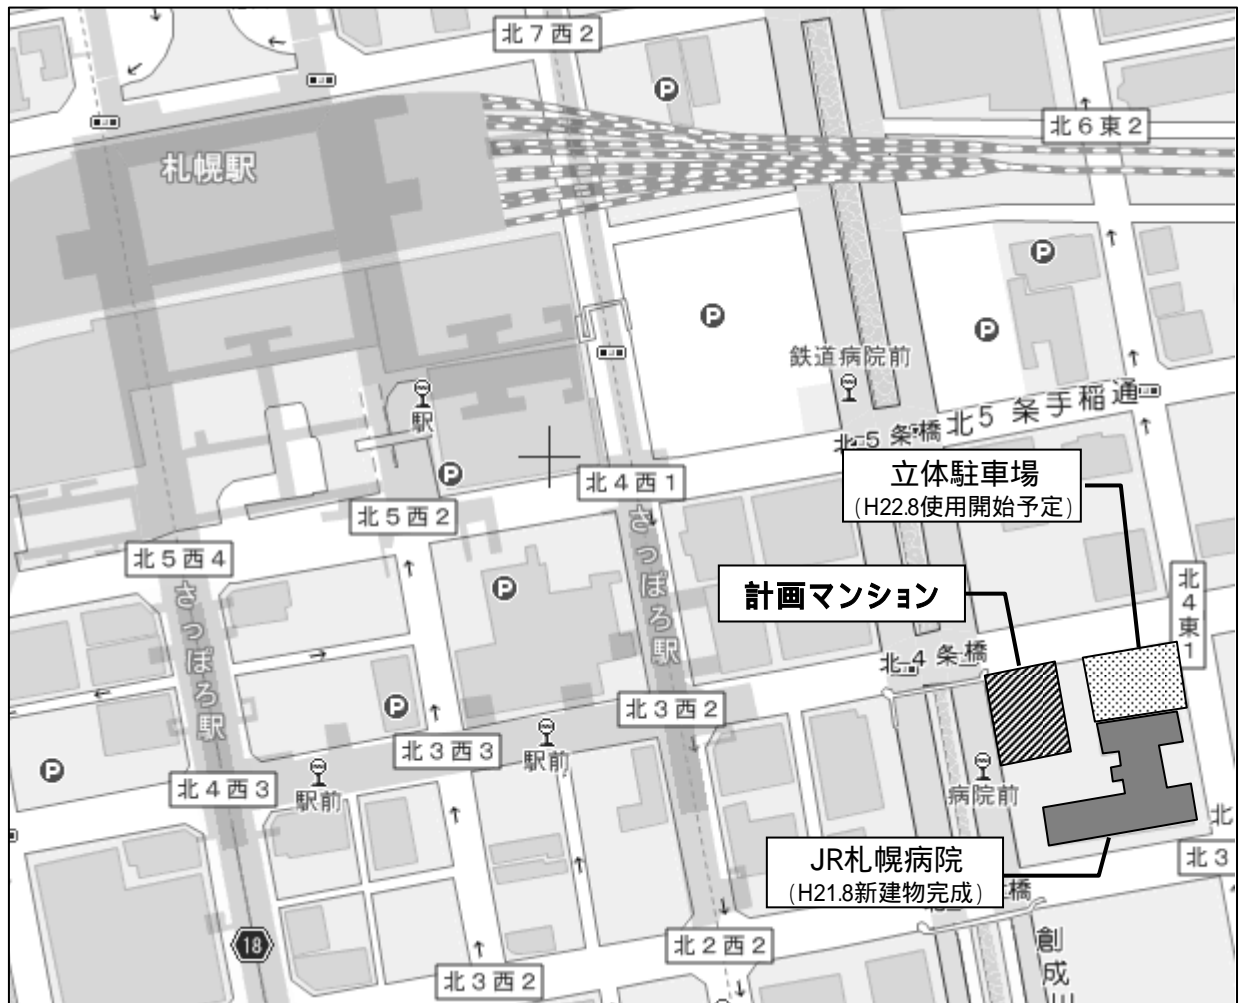 北7西2
北6東2
札幌駅
P
P
P
P
鉄道病院前
駅
北5条手稲通
北5条橋
P
立体駐車場
(H22.8使用開始予定)
北4西1
北5西2
北5西4
さっぽろ駅
さっぽろ駅
P
計画マンション
北4東1
北4条橋
P
北3西2
北3西3
駅前
駅前
P
北4西3
病院前
北
北3
JR札幌病院
(H21.8新建物完成)
条橋
18
北2西2
北3西2
創成川